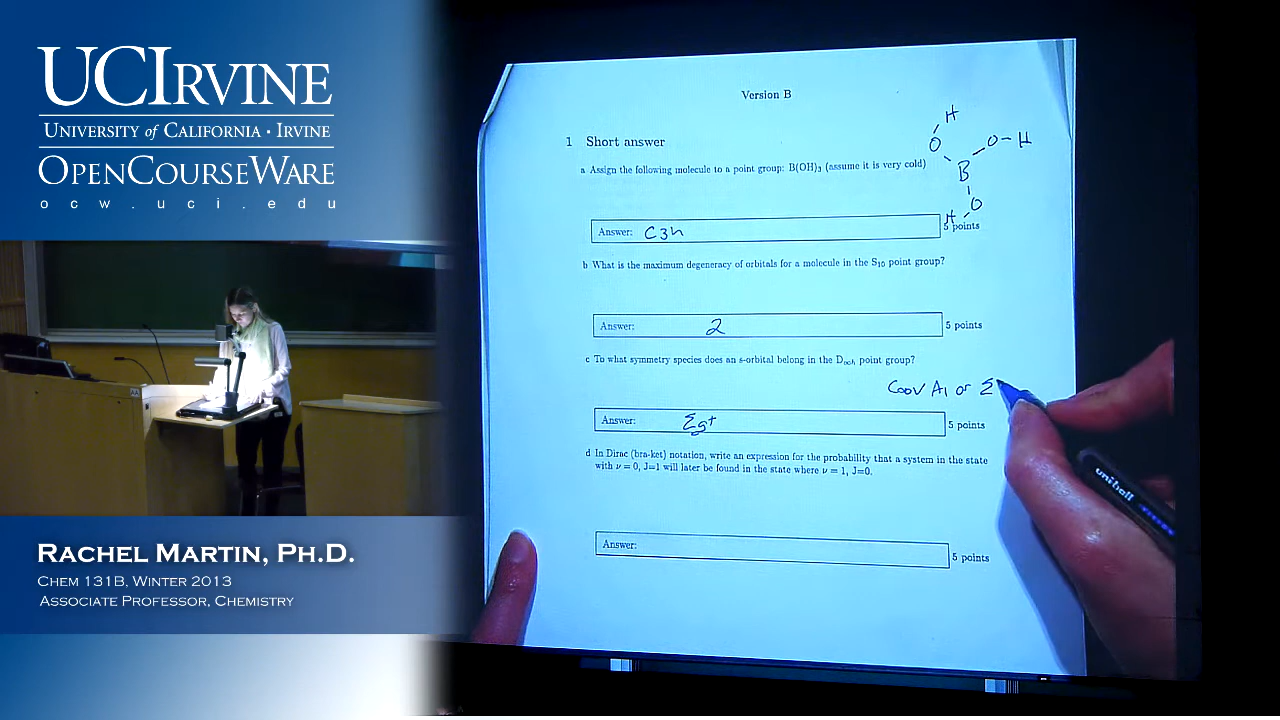 UCIRVINE
UNIVERSITY of CALIFORNIA · IRVINE
OPENCOURSEWARE
ocw.uci.edu
RACHEL MARTIN, PH.D.
CHEM 131B, WINTER 2013
ASSOCIATE PROFESSOR, CHEMISTRY
Version B
1 Short answer
a Assign the following molecule to a point group: B(OH)₃ (assume it is very cold)
H
O
O-H
B
O
H
Answer: C3h
5 points
b What is the maximum degeneracy of orbitals for a molecule in the S₁₀ point group?
Answer: 2
5 points
c To what symmetry species does an s-orbital belong in the D∞h point group?
C∞v A1 or Σ
Answer: Σg+
5 points
d In Dirac (bra-ket) notation, write an expression for the probability that a system in the state
with ν = 0, J=1 will later be found in the state where ν = 1, J=0.
Answer:
5 points
uniball